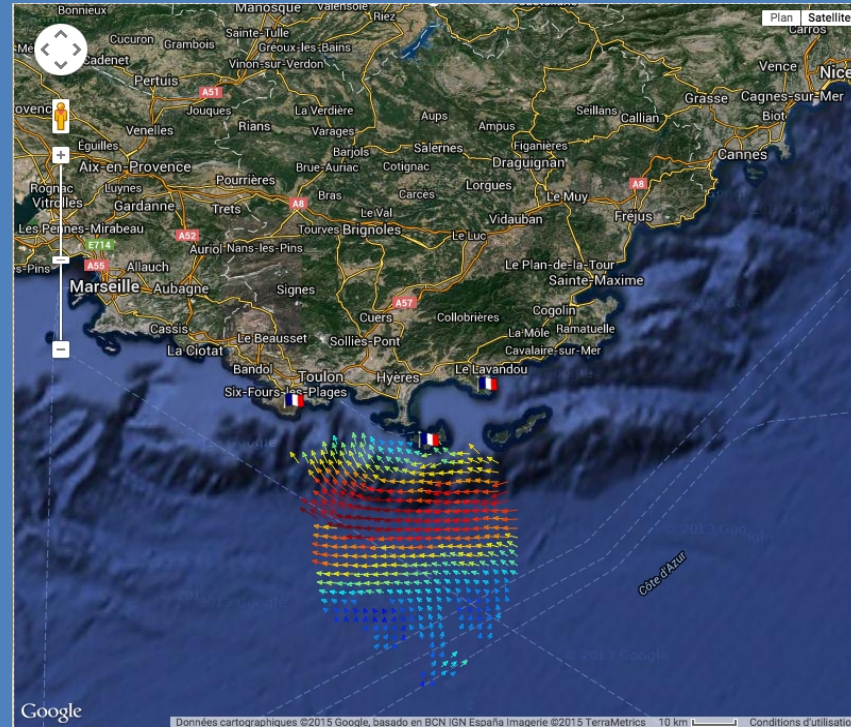 Bonnieux
Manosque
Valensole
Riez
Castellane
Plan
Satellite
Carros
Cucuron
Sainte-Tulle
Grambois
Gréoux-les-Bains
Cadenet
Vinon-sur-Verdon
Vence
Nice
Pertuis
A51
Grasse
Cagnes-sur-Mer
Jouques
La Verdière
Aups
Seillans
Callian
Biot
Venelles
Rians
Varages
Ampus
Éguilles
Barjols
Salernes
Figanières
Cannes
Aix-en-Provence
Brue-Auriac
Cotignac
Draguignan
Rognac
Luynes
Pourrières
Bras
Carcès
Lorgues
A8
Vitrolles
Gardanne
Trets
A8
Le Val
Le Muy
Fréjus
Les Pennes-Mirabeau
A52
Tourves
Brignoles
Vidauban
E714
Auriol
Nans-les-Pins
Le Luc
A55
Allauch
Le Plan-de-la-Tour
Marseille
Aubagne
Signes
A57
Sainte-Maxime
Cassis
Cuers
Collobrières
Cogolin
La Ciotat
Le Beausset
Solliès-Pont
La Môle
Ramatuelle
Cavalaire-sur-Mer
Bandol
Toulon
Hyères
Le Lavandou
Six-Fours-les-Plages
Côte d'Azur
Google
Données cartographiques ©2015 Google, basado en BCN IGN España Imagerie ©2015 TerraMetrics
10 km
Conditions d'utilisatio